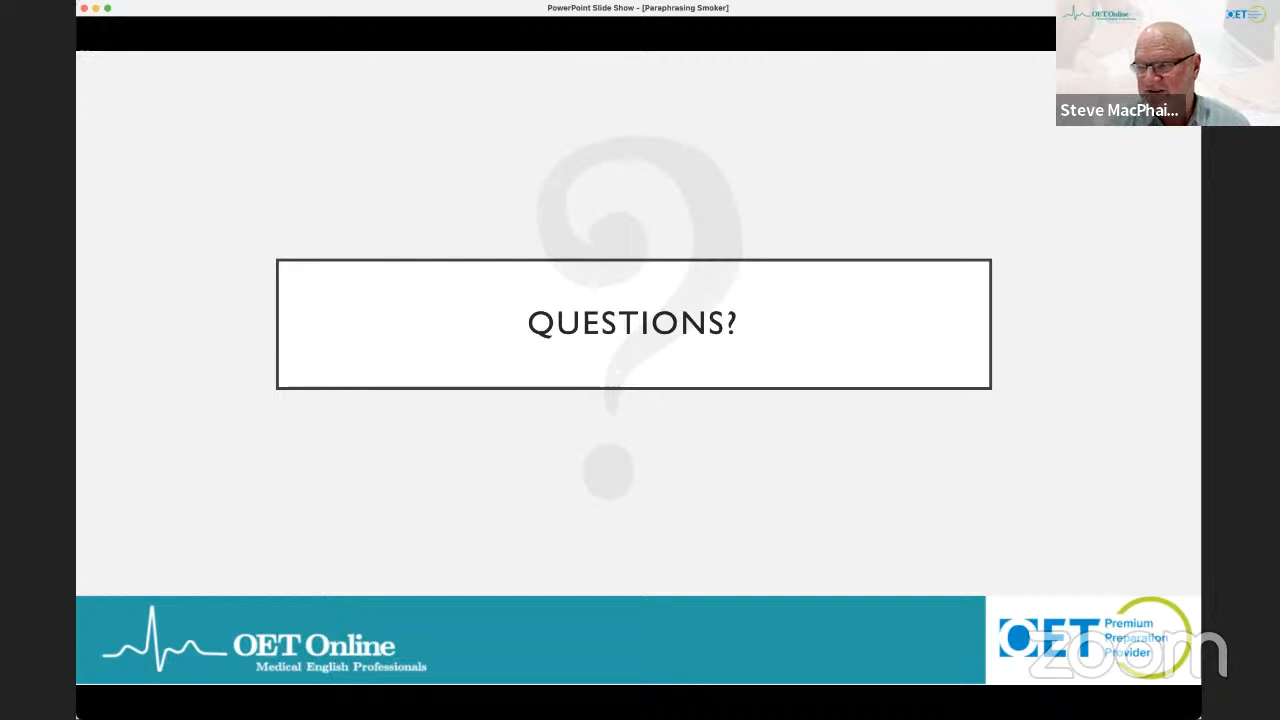 PowerPoint Slide Show - [Paraphrasing Smoker]
OET Online
OET
Steve MacPhai...
QUESTIONS?
OET Online
Medical English Professionals
OET
Premium
Preparation
Provider
zoom